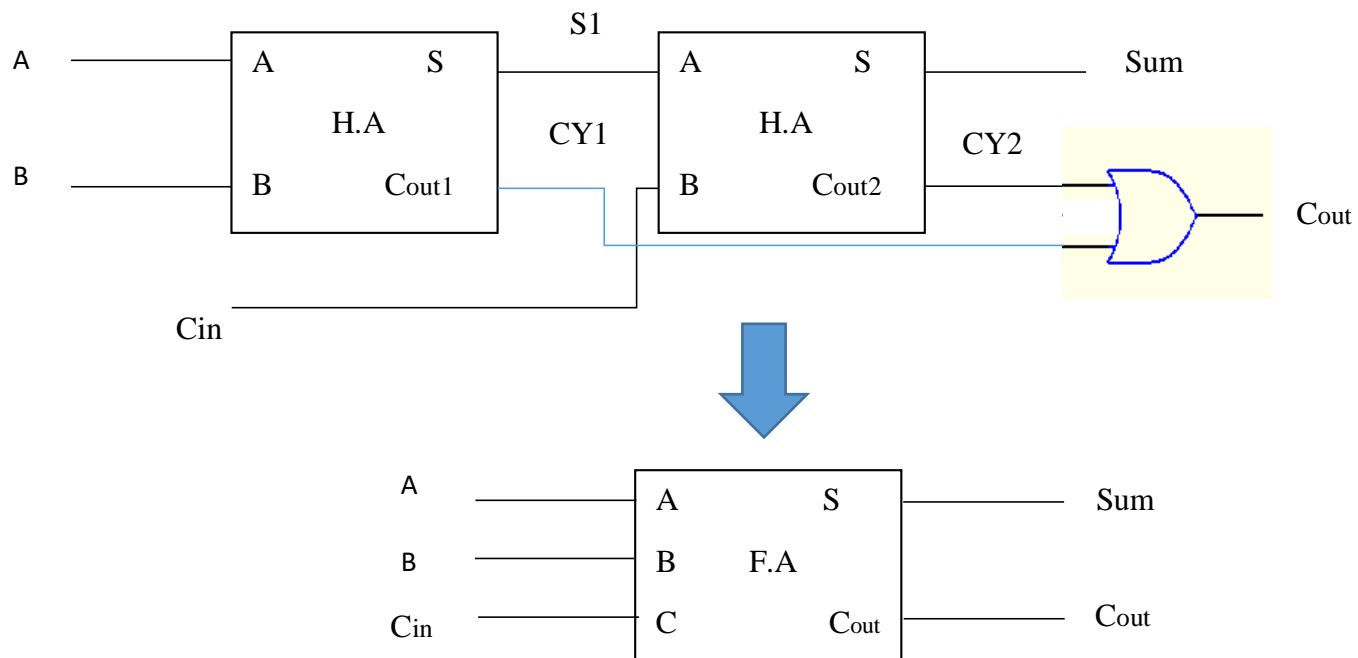 S1
A
A S
A S
Sum
H.A
CY1
H.A
CY2
B
B Cout1
B Cout2
Cout
Cin
A
A S
Sum
B
B F.A
Cin
C Cout
Cout